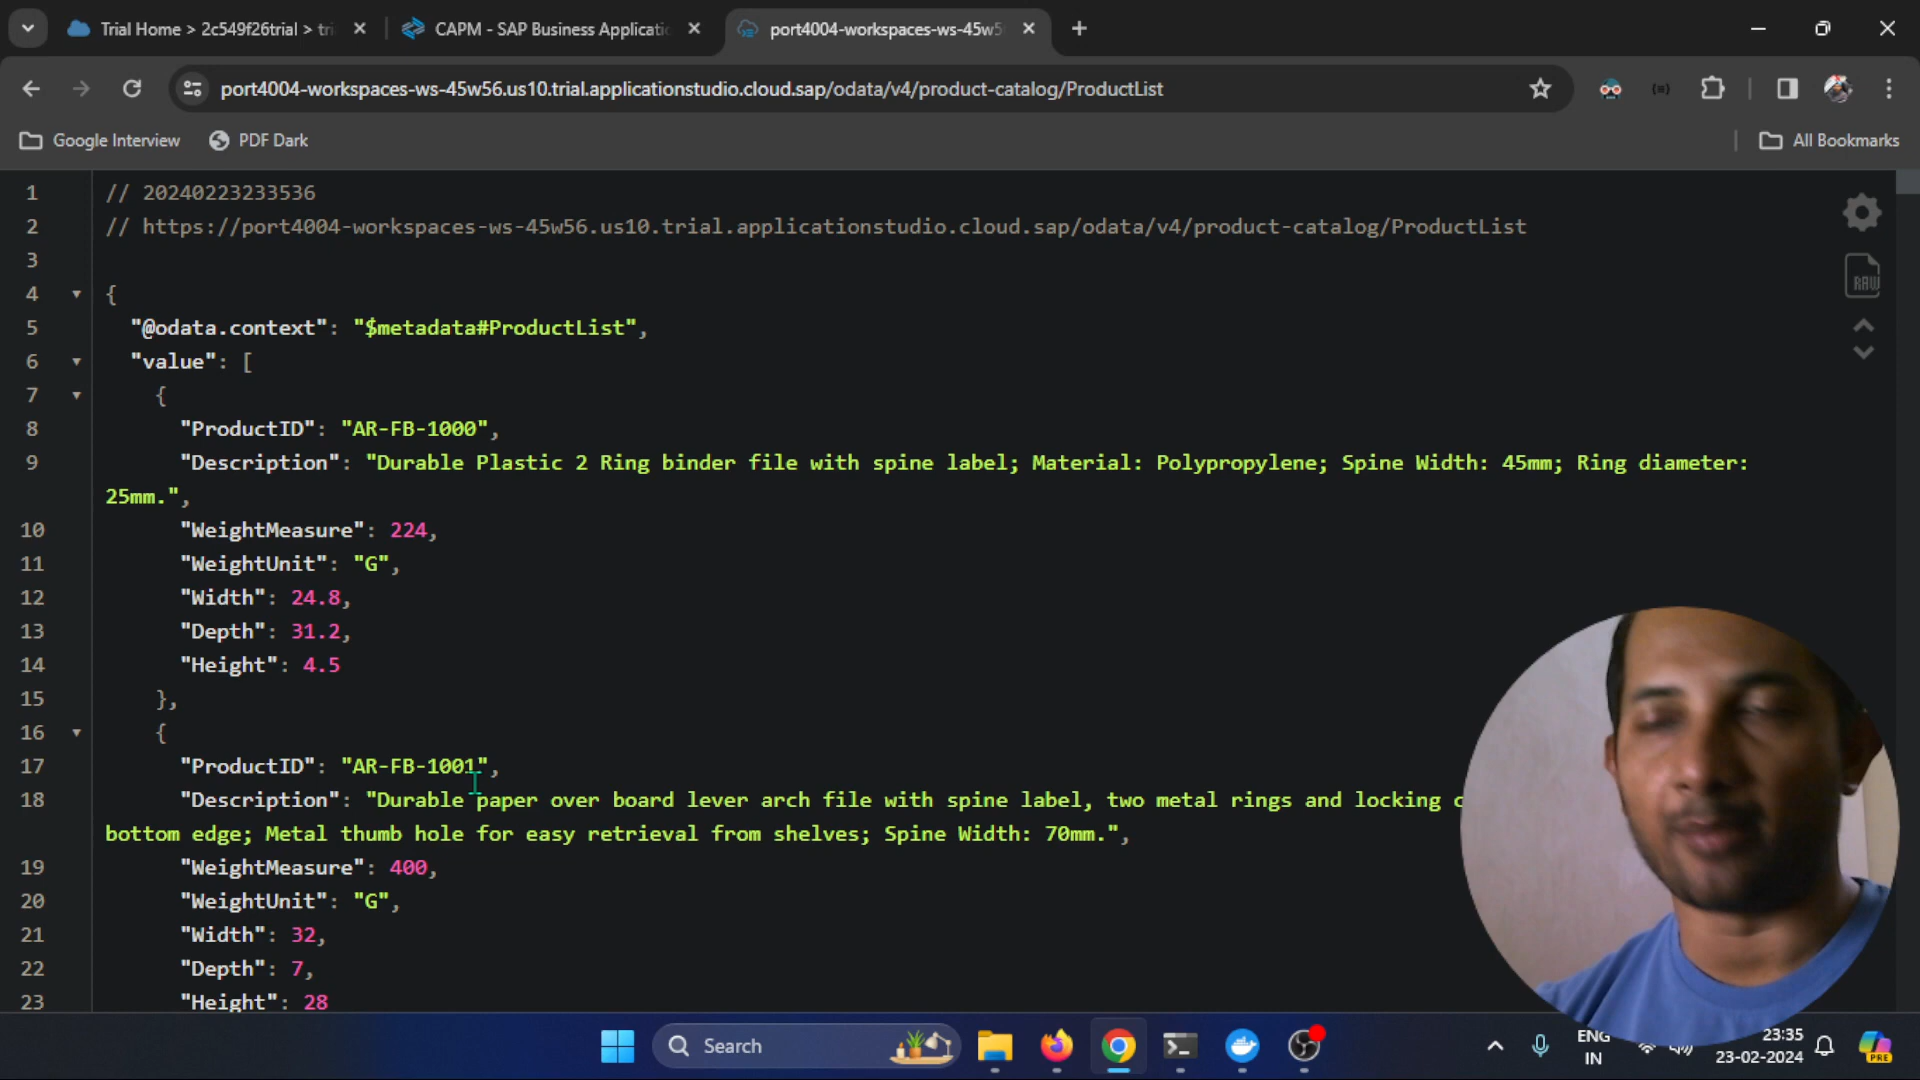 Trial Home > 2c549f26trial > tri
CAPM - SAP Business Applicati
port4004-workspaces-ws-45w5
port4004-workspaces-ws-45w56.us10.trial.applicationstudio.cloud.sap/odata/v4/product-catalog/ProductList
Google Interview
PDF Dark
All Bookmarks
1 // 20240223233536
2 // https://port4004-workspaces-ws-45w56.us10.trial.applicationstudio.cloud.sap/odata/v4/product-catalog/ProductList
3
4 {
5 "@odata.context": "$metadata#ProductList",
6 "value": [
7 {
8 "ProductID": "AR-FB-1000",
9 "Description": "Durable Plastic 2 Ring binder file with spine label; Material: Polypropylene; Spine Width: 45mm; Ring diameter:
25mm.",
10 "WeightMeasure": 224,
11 "WeightUnit": "G",
12 "Width": 24.8,
13 "Depth": 31.2,
14 "Height": 4.5
15 },
16 {
17 "ProductID": "AR-FB-1001",
18 "Description": "Durable paper over board lever arch file with spine label, two metal rings and locking
bottom edge; Metal thumb hole for easy retrieval from shelves; Spine Width: 70mm.",
19 "WeightMeasure": 400,
20 "WeightUnit": "G",
21 "Width": 32,
22 "Depth": 7,
23 "Height": 28
RAW
Search
ENG
IN
23:35
23-02-2024
PRE